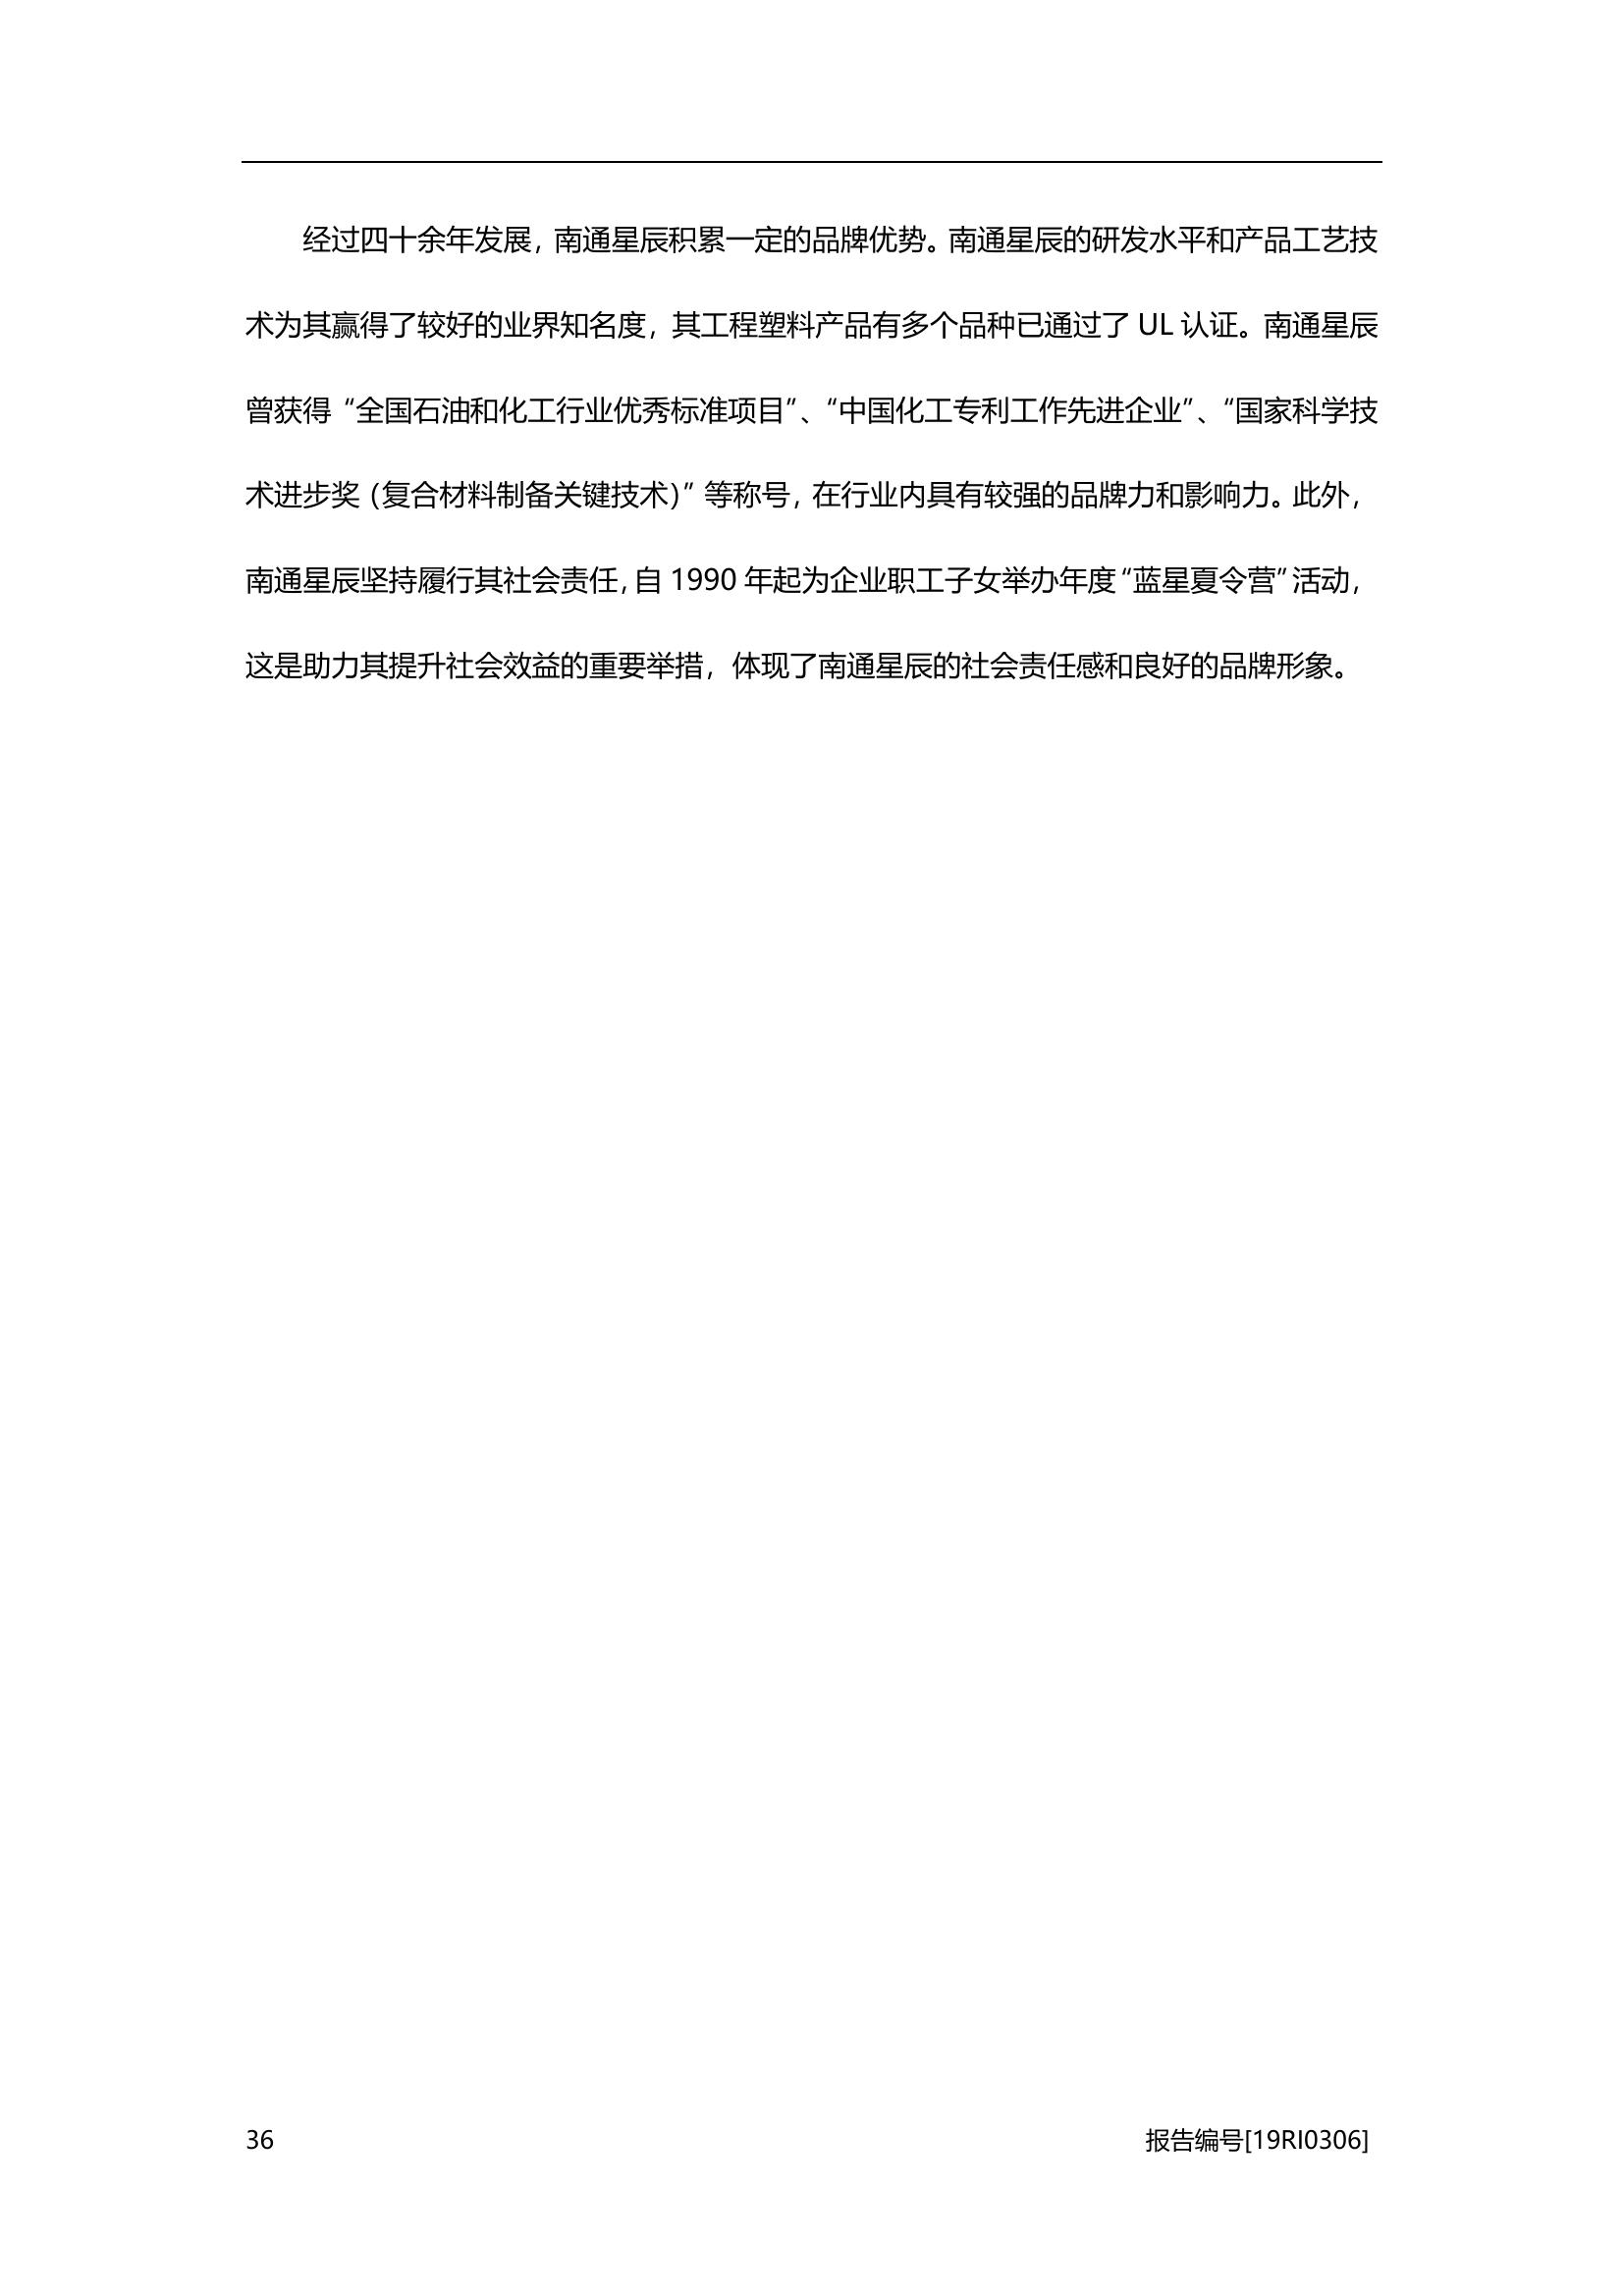 经过四十余年发展，南通星辰积累一定的品牌优势。南通星辰的研发水平和产品工艺技
术为其赢得了较好的业界知名度，其工程塑料产品有多个品种已通过了 UL 认证。南通星辰
曾获得“全国石油和化工行业优秀标准项目”、“中国化工专利工作先进企业”、“国家科学技
术进步奖（复合材料制备关键技术）”等称号，在行业内具有较强的品牌力和影响力。此外，
南通星辰坚持履行其社会责任，自 1990 年起为企业职工子女举办年度“蓝星夏令营”活动，
这是助力其提升社会效益的重要举措，体现了南通星辰的社会责任感和良好的品牌形象。
36 报告编号[19RI0306]